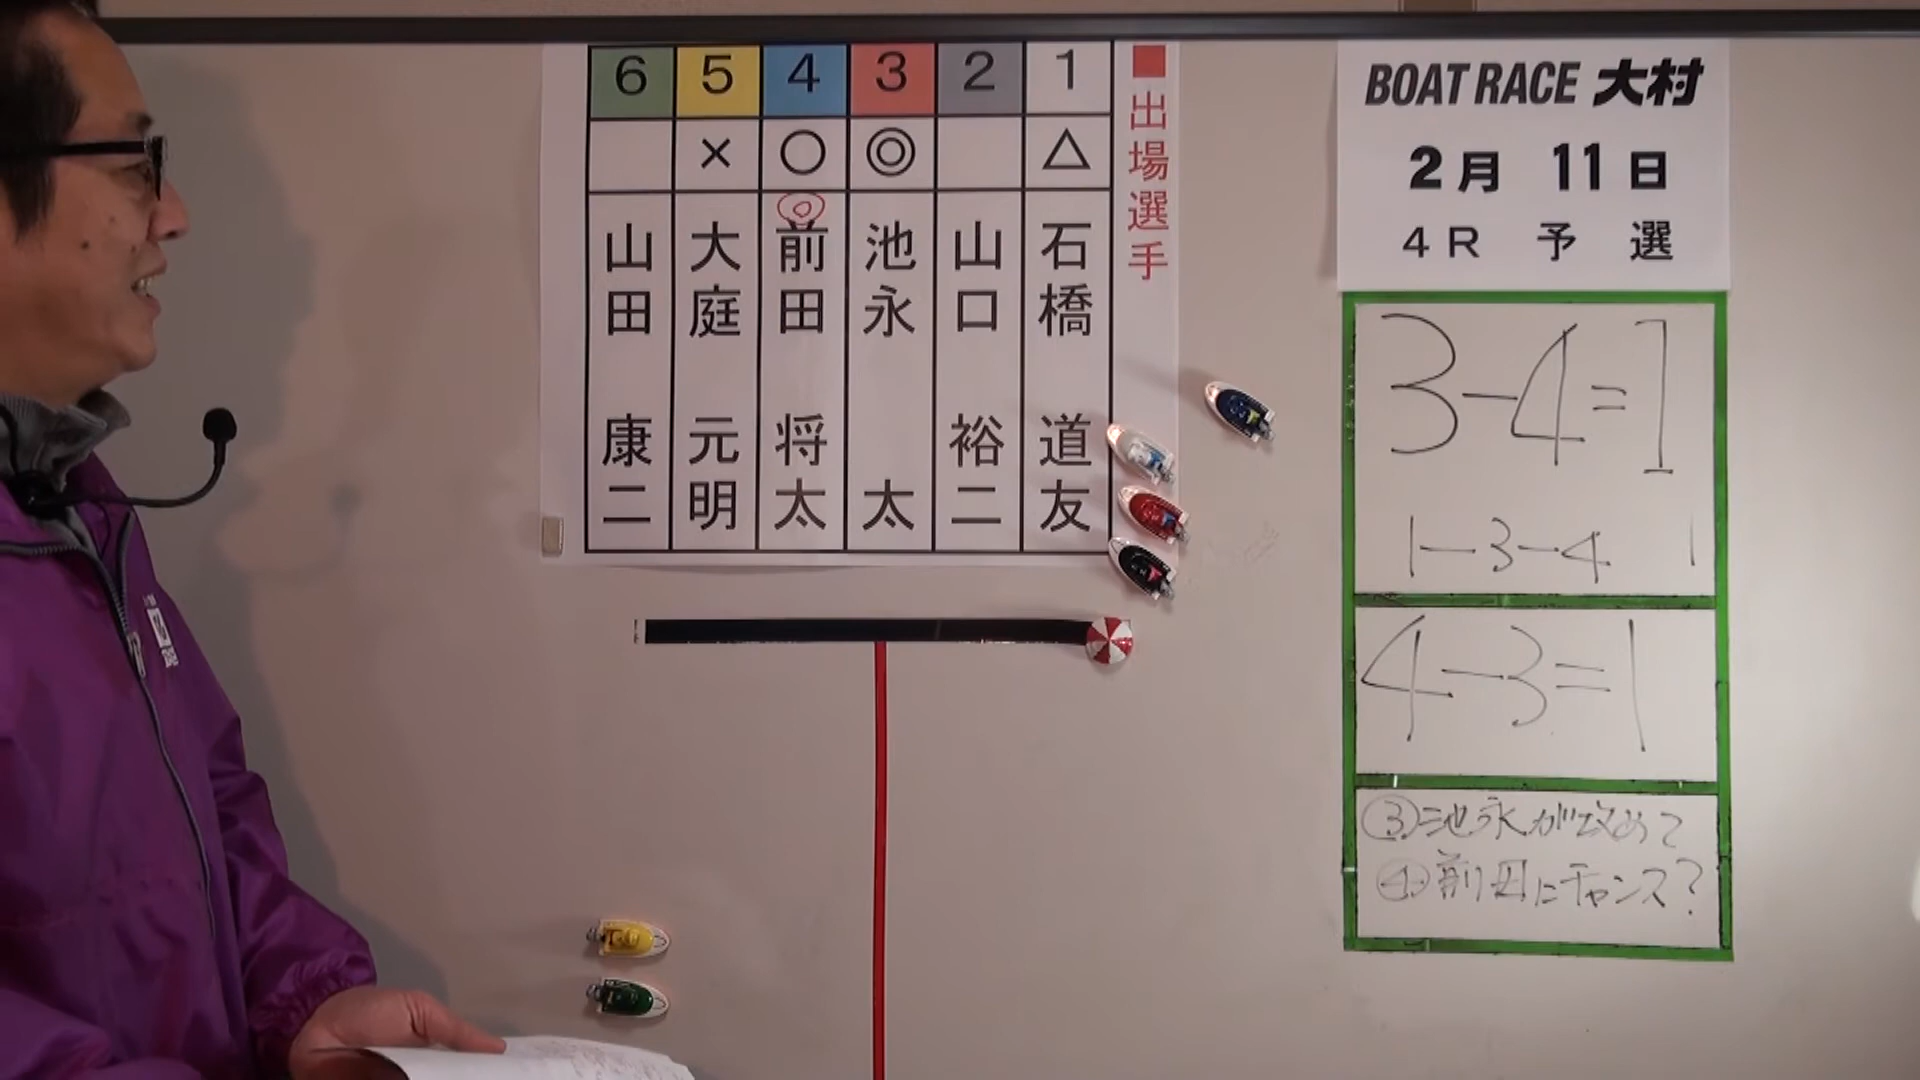 ■出場選手
6 5 4 3 2 1
× ○ ◎ △
◎
石橋 道友
山口 裕二
池永 太
前田 将太
大庭 元明
山田 康二
BOAT RACE 大村
2月 11日
4R 予 選
3-4=1
1-3-4 1
4-3=1
③池永が攻めて
④前田にチャンス?